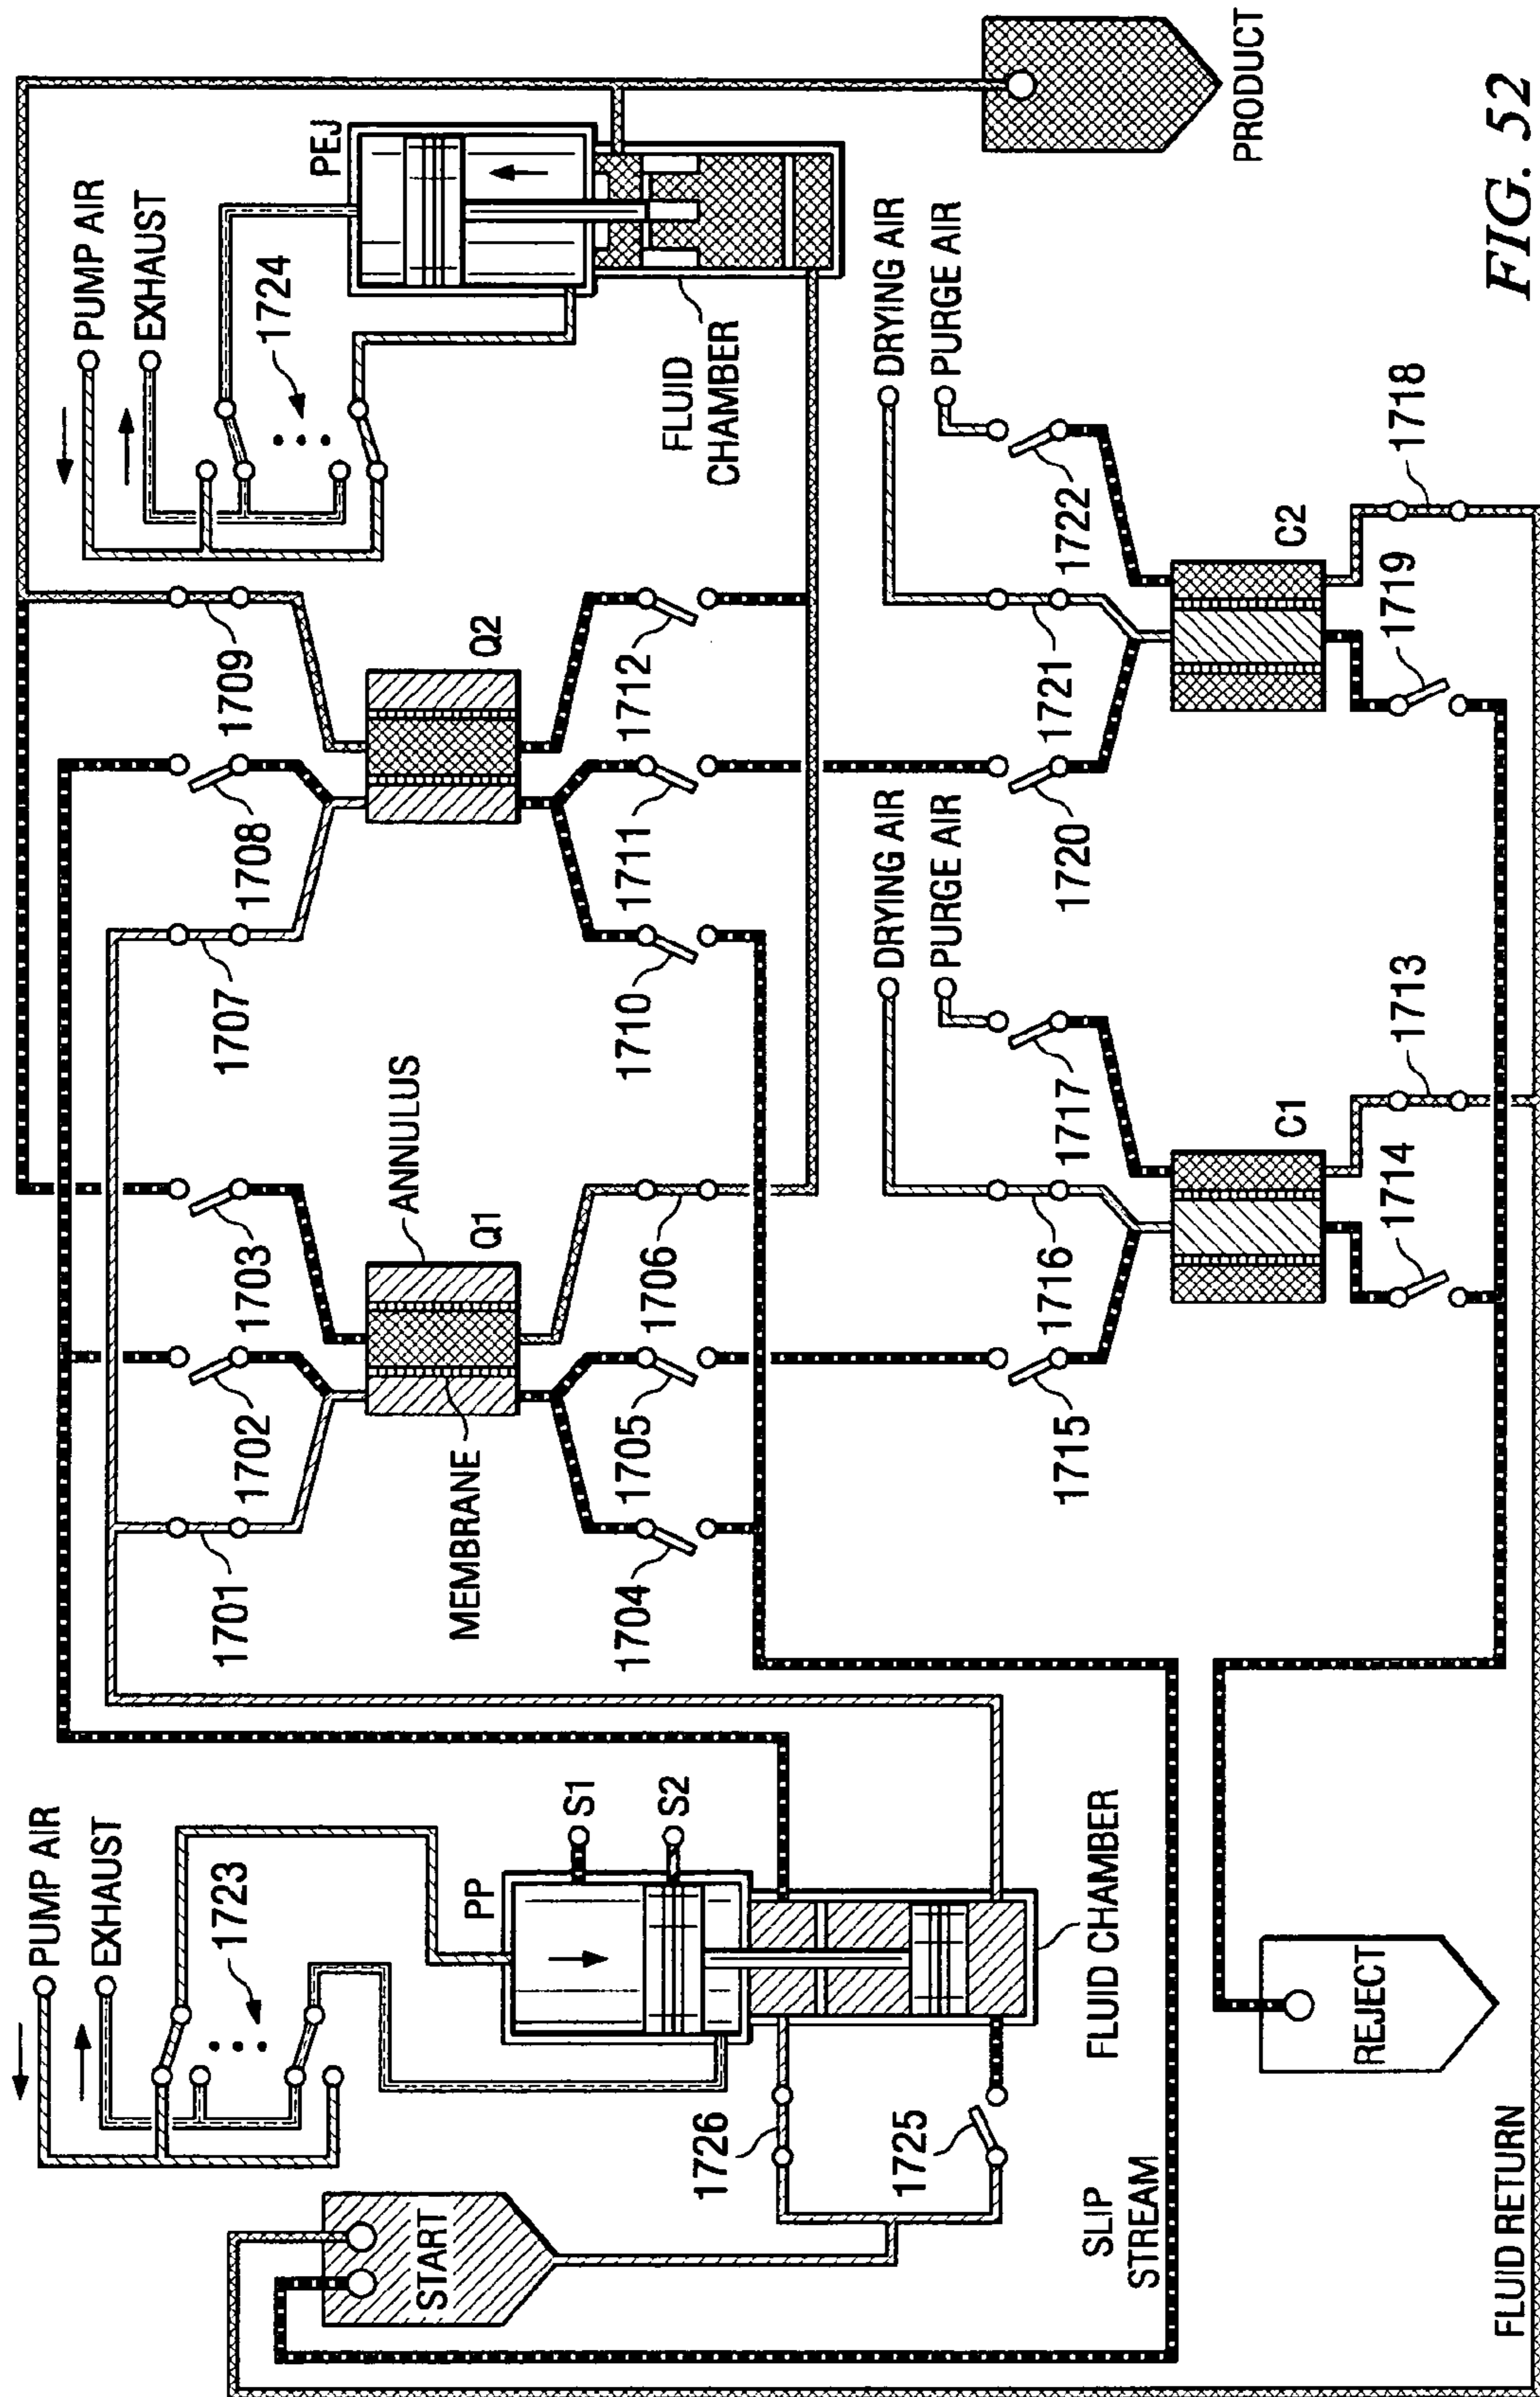 PUMP AIR
EXHAUST
1723
START
1726
1725
PP
S1
S2
FLUID CHAMBER
SLIP
STREAM
REJECT
FLUID RETURN
1701
1702
1703
MEMBRANE
ANNULUS
Q1
1704
1705
1706
1707
1708
1709
Q2
1710
1711
1712
PUMP AIR
EXHAUST
1724
PEJ
FLUID
CHAMBER
PRODUCT
DRYING AIR
PURGE AIR
1715
1716
1717
C1
1714
1713
DRYING AIR
PURGE AIR
1720
1721
1722
C2
1719
1718
FIG. 52